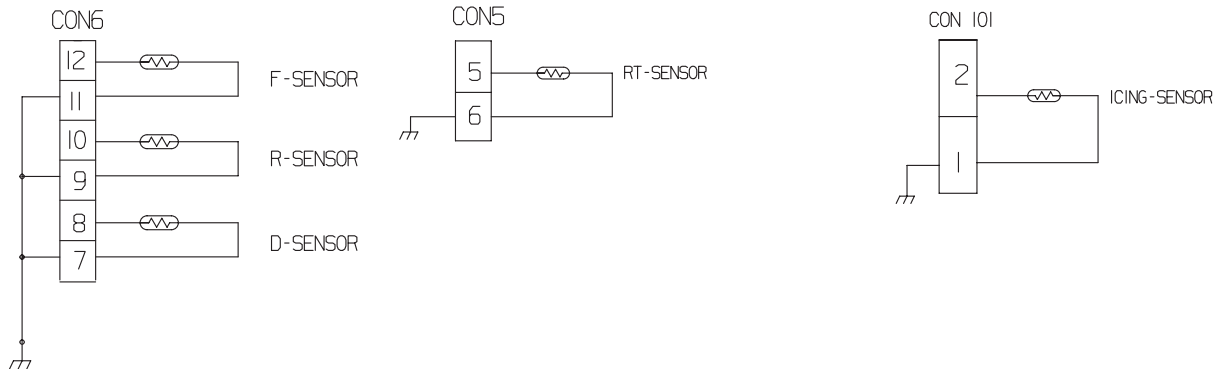 CON6
12
11
10
9
8
7
F-SENSOR
R-SENSOR
D-SENSOR
CON5
5
6
RT-SENSOR
CON 101
2
1
ICING-SENSOR